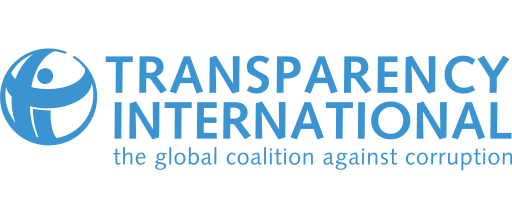 TRANSPARENCY
INTERNATIONAL
the global coalition against corruption